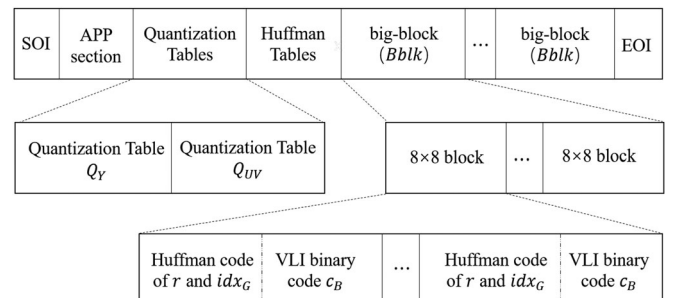 SOI
APP
section
Quantization
Tables
Huffman
Tables
big-block
(Bblk)
...
big-block
(Bblk)
EOI
Quantization Table
Q_Y
Quantization Table
Q_UV
8×8 block
...
8×8 block
Huffman code
of r and idx_G
VLI binary
code c_B
...
Huffman code
of r and idx_G
VLI binary
code c_B